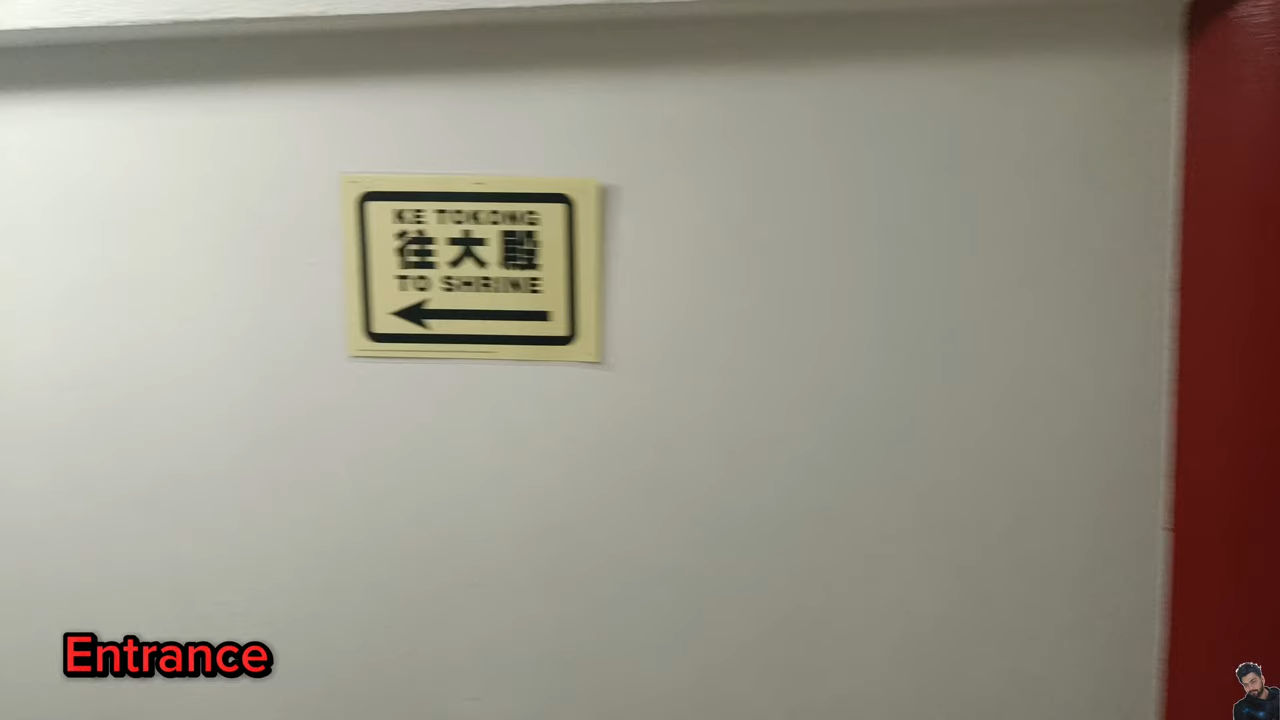 KE TOKONG
往大殿
TO SHRINE
Entrance